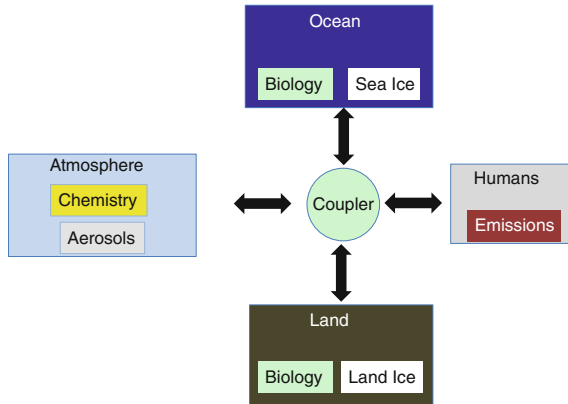 Ocean
Biology Sea Ice
Atmosphere
Chemistry
Aerosols
Coupler
Humans
Emissions
Land
Biology Land Ice